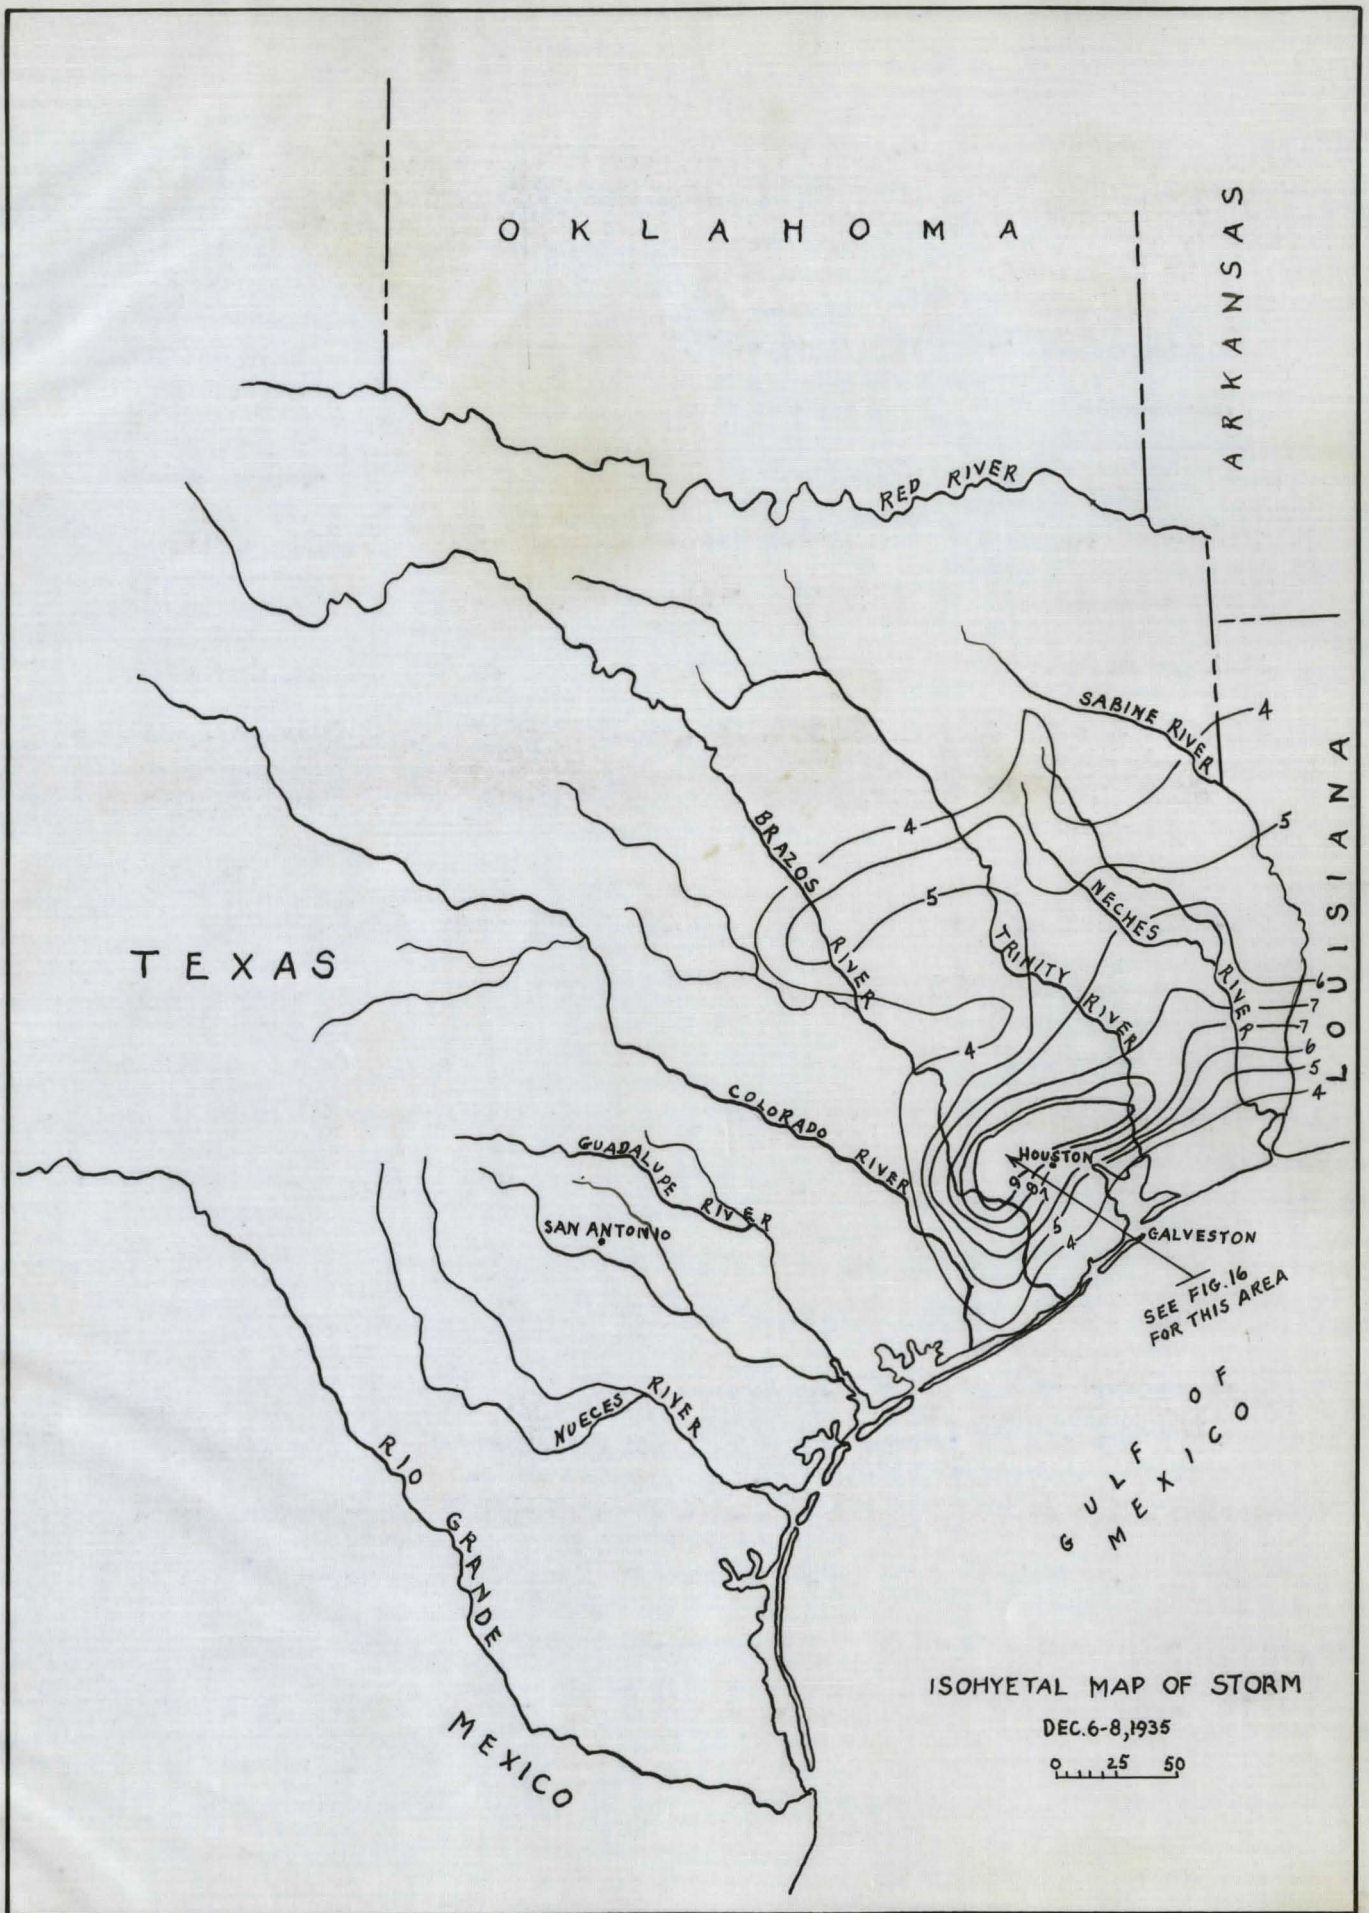 OKLAHOMA
ARKANSAS
RED RIVER
SABINE RIVER
4
LOUISIANA
BRAZOS RIVER
4
5
5
NECHES RIVER
TRINITY RIVER
TEXAS
6
7
7
6
5
4
4
COLORADO RIVER
GUADALUPE RIVER
HOUSTON
9 8 7
SAN ANTONIO
5
4
GALVESTON
SEE FIG.16
FOR THIS AREA
NUECES RIVER
RIO GRANDE
GULF OF
MEXICO
MEXICO
ISOHYETAL MAP OF STORM
DEC.6-8,1935
0 25 50